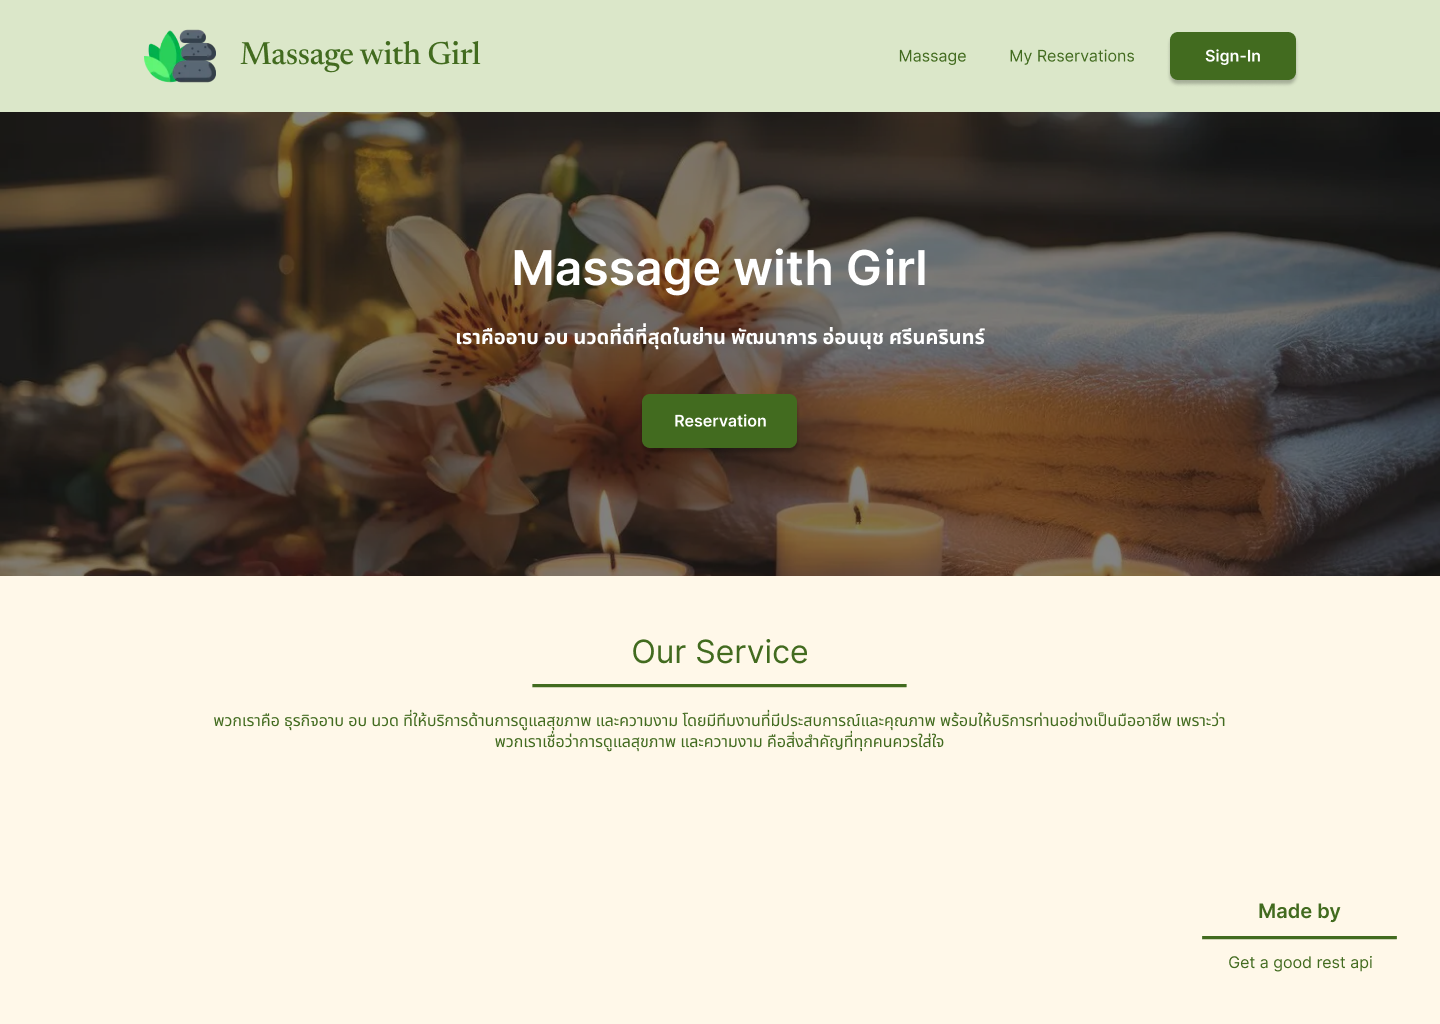 Massage with Girl
Massage
My Reservations
Sign-In
Massage with Girl
เราคืออาบ อบ นวดที่ดีที่สุดในย่าน พัฒนาการ อ่อนนุช ศรีนครินทร์
Reservation
Our Service
พวกเราคือ ธุรกิจอาบ อบ นวด ที่ให้บริการด้านการดูแลสุขภาพ และความงาม โดยมีทีมงานที่มีประสบการณ์และคุณภาพ พร้อมให้บริการท่านอย่างเป็นมืออาชีพ เพราะว่า
พวกเราเชื่อว่าการดูแลสุขภาพ และความงาม คือสิ่งสำคัญที่ทุกคนควรใส่ใจ
Made by
Get a good rest api